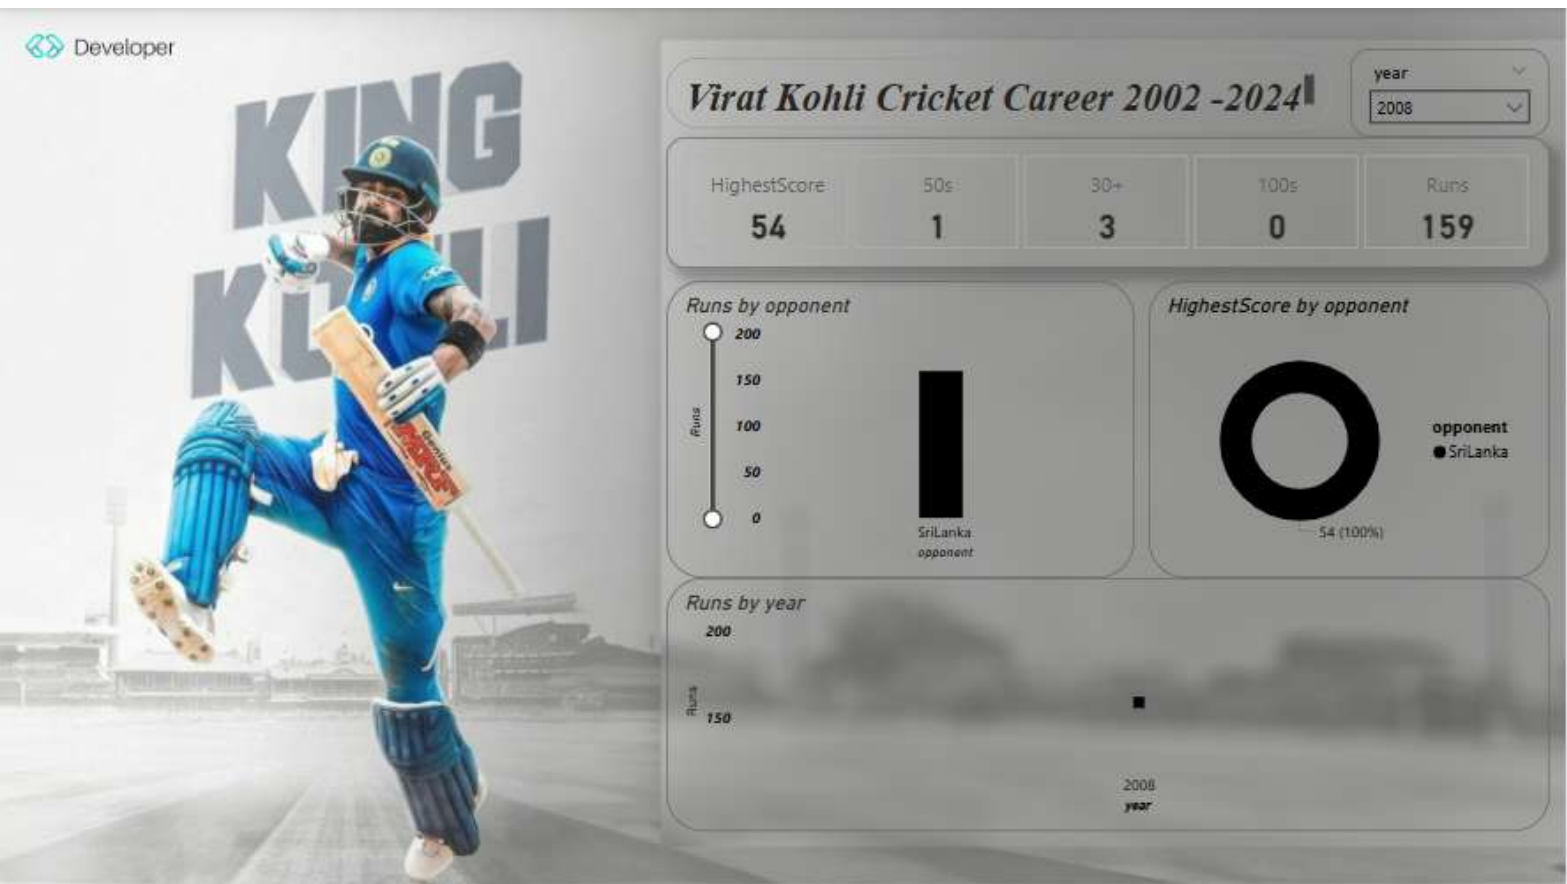 Developer
KING
KOHLI
Virat Kohli Cricket Career 2002 -2024
year
2008
HighestScore
54
50s
1
30+
3
100s
0
Runs
159
Runs by opponent
200
150
100
50
0
Runs
SriLanka
opponent
HighestScore by opponent
opponent
SriLanka
54 (100%)
Genius
MRF
Runs by year
200
150
Runs
2008
year